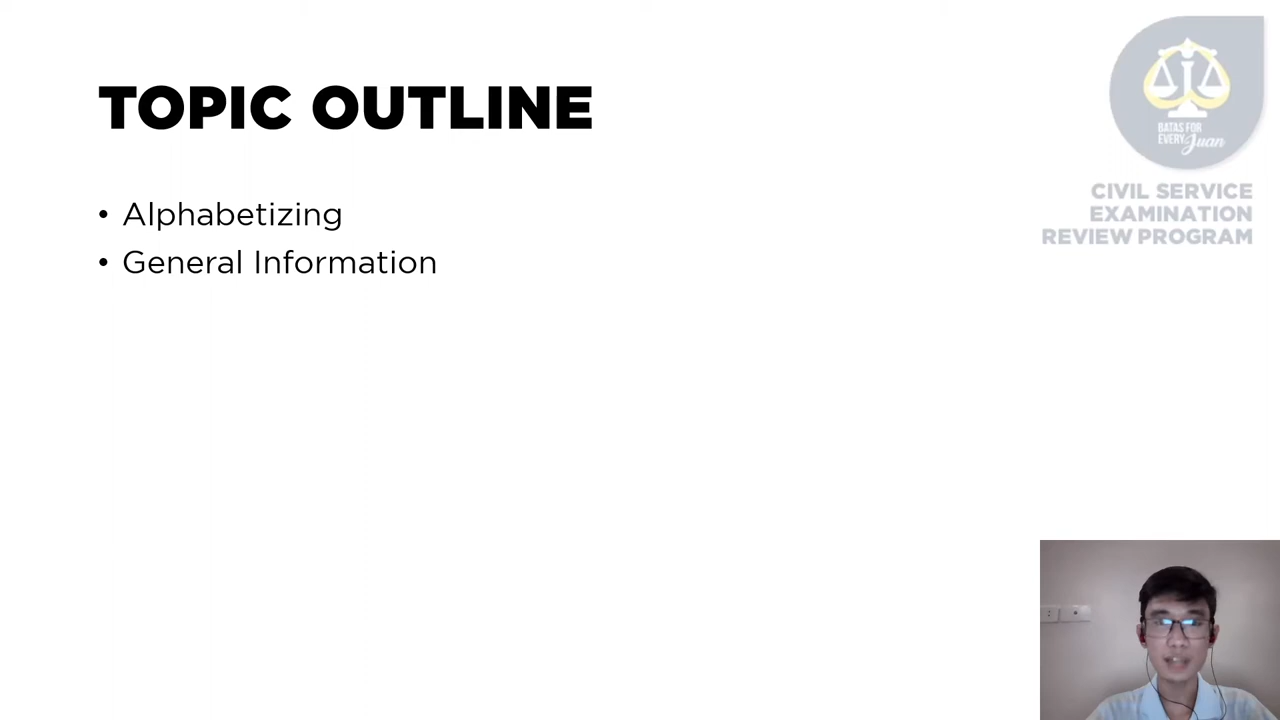 TOPIC OUTLINE
• Alphabetizing
• General Information
BATAS FOR
EVERY Juan
CIVIL SERVICE
EXAMINATION
REVIEW PROGRAM